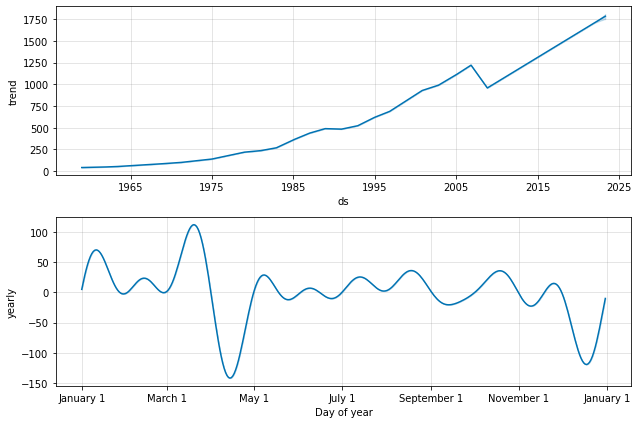 1750
1500
1250
1000
750
500
250
0
trend
1965 1975 1985 1995 2005 2015 2025
ds
100
50
0
−50
−100
−150
yearly
January 1 March 1 May 1 July 1 September 1 November 1 January 1
Day of year